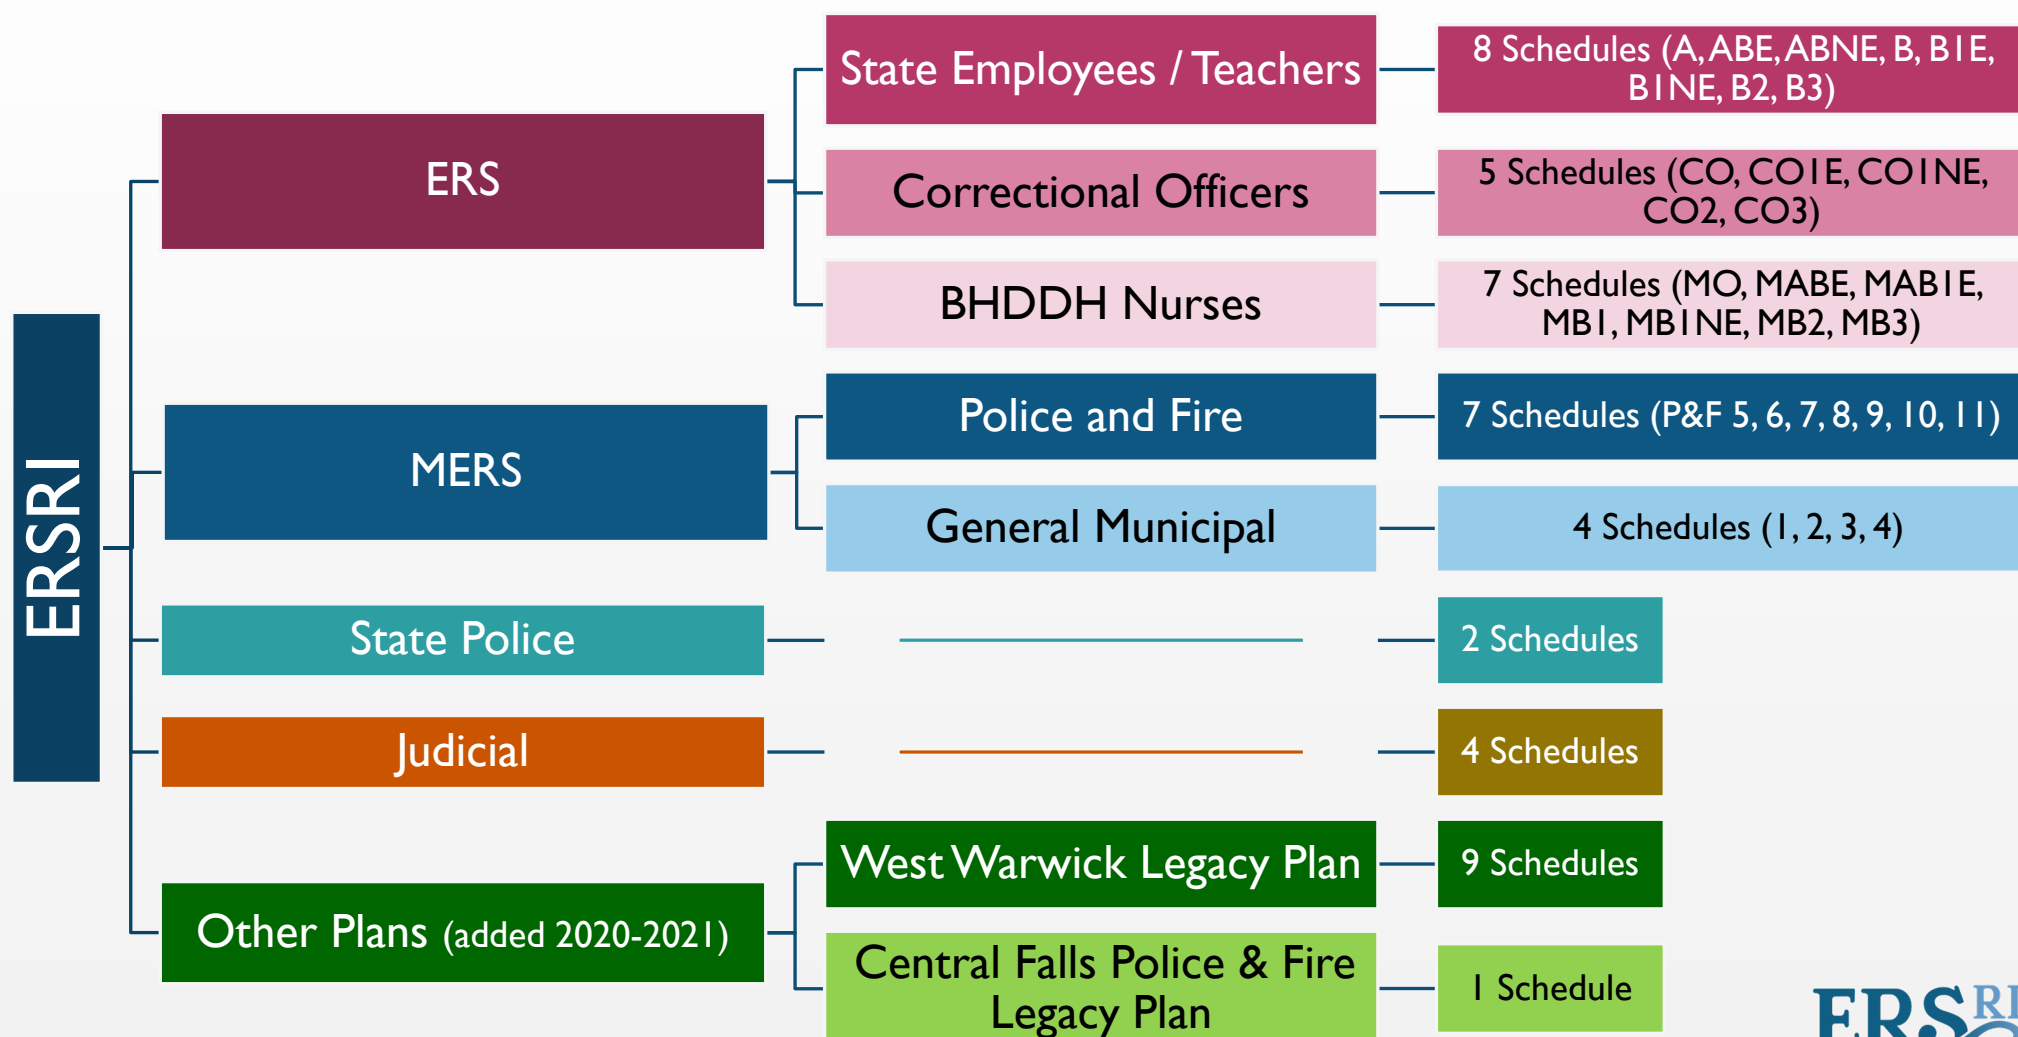 ERSRI
ERS
State Employees / Teachers
8 Schedules (A, ABE, ABNE, B, B1E,
B1NE, B2, B3)
Correctional Officers
5 Schedules (CO, CO1E, CO1NE,
CO2, CO3)
BHDDH Nurses
7 Schedules (MO, MABE, MAB1E,
MB1, MB1NE, MB2, MB3)
MERS
Police and Fire
7 Schedules (P&F 5, 6, 7, 8, 9, 10, 11)
General Municipal
4 Schedules (1, 2, 3, 4)
State Police
2 Schedules
Judicial
4 Schedules
Other Plans (added 2020-2021)
West Warwick Legacy Plan
9 Schedules
Central Falls Police & Fire
Legacy Plan
1 Schedule
ERSRI